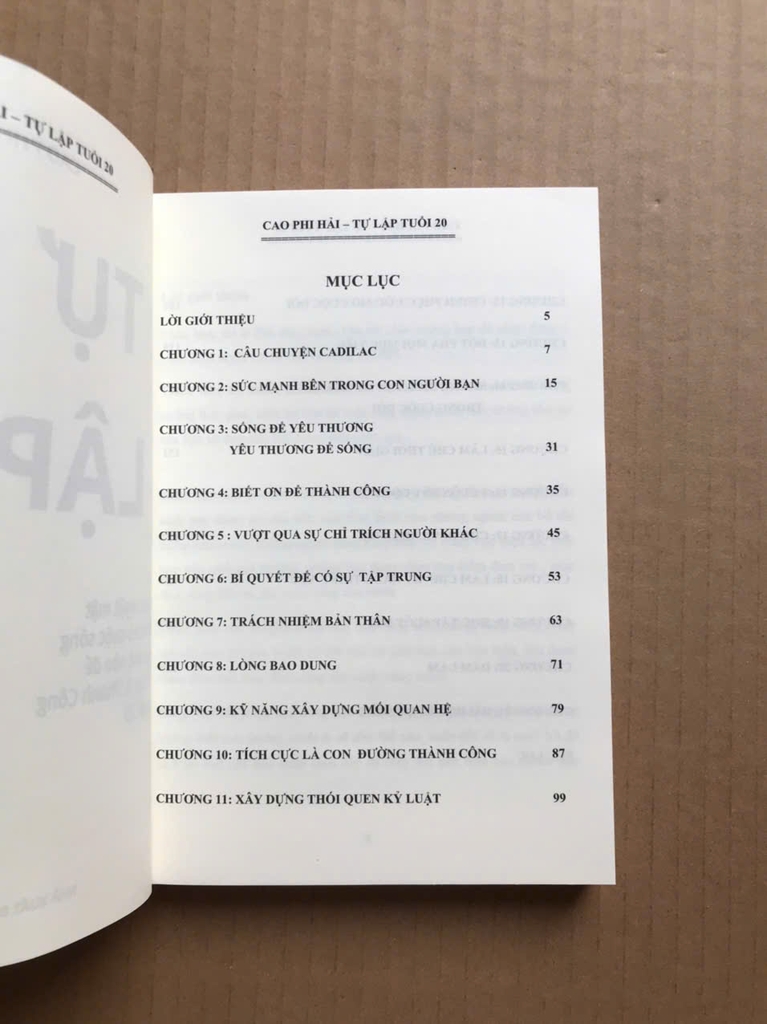 I – TỰ LẬP TUỔI 20
CAO PHI HẢI – TỰ LẬP TUỔI 20
MỤC LỤC
LỜI GIỚI THIỆU 5
CHƯƠNG 1: CÂU CHUYỆN CADILAC 7
CHƯƠNG 2: SỨC MẠNH BÊN TRONG CON NGƯỜI BẠN 15
CHƯƠNG 3: SỐNG ĐỂ YÊU THƯƠNG
YÊU THƯƠNG ĐỂ SỐNG 31
CHƯƠNG 4: BIẾT ƠN ĐỂ THÀNH CÔNG 35
CHƯƠNG 5 : VƯỢT QUA SỰ CHỈ TRÍCH NGƯỜI KHÁC 45
CHƯƠNG 6: BÍ QUYẾT ĐỂ CÓ SỰ TẬP TRUNG 53
CHƯƠNG 7: TRÁCH NHIỆM BẢN THÂN 63
CHƯƠNG 8: LÒNG BAO DUNG 71
CHƯƠNG 9: KỸ NĂNG XÂY DỰNG MỐI QUAN HỆ 79
CHƯƠNG 10: TÍCH CỰC LÀ CON ĐƯỜNG THÀNH CÔNG 87
CHƯƠNG 11: XÂY DỰNG THÓI QUEN KỶ LUẬT 99